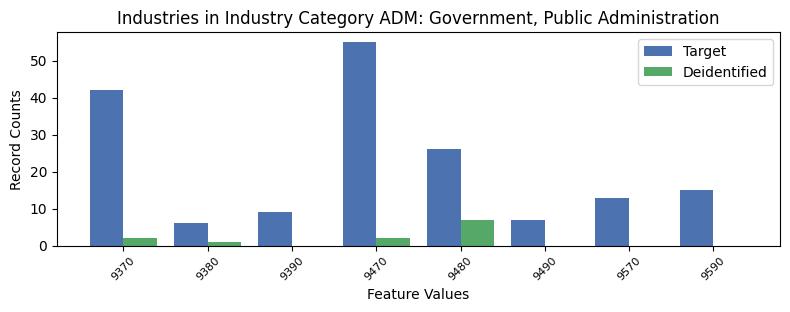 Industries in Industry Category ADM: Government, Public Administration
Target
Deidentified
Record Counts
50
40
30
20
10
0
9370 9380 9390 9470 9480 9490 9570 9590
Feature Values